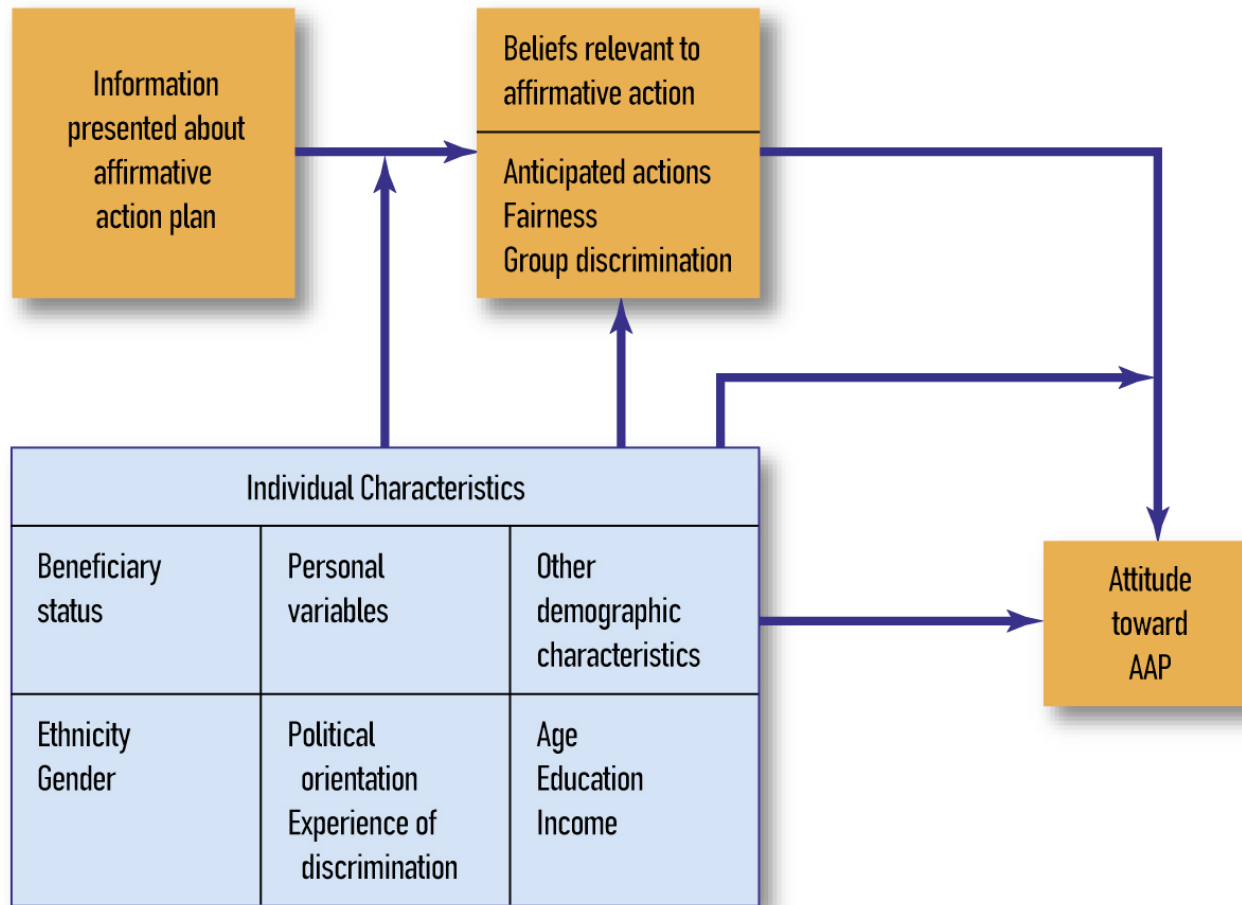 Information
presented about
affirmative
action plan
Beliefs relevant to
affirmative action
Anticipated actions
Fairness
Group discrimination
Individual Characteristics
Beneficiary
status
Personal
variables
Other
demographic
characteristics
Ethnicity
Gender
Political
orientation
Experience of
discrimination
Age
Education
Income
Attitude
toward
AAP